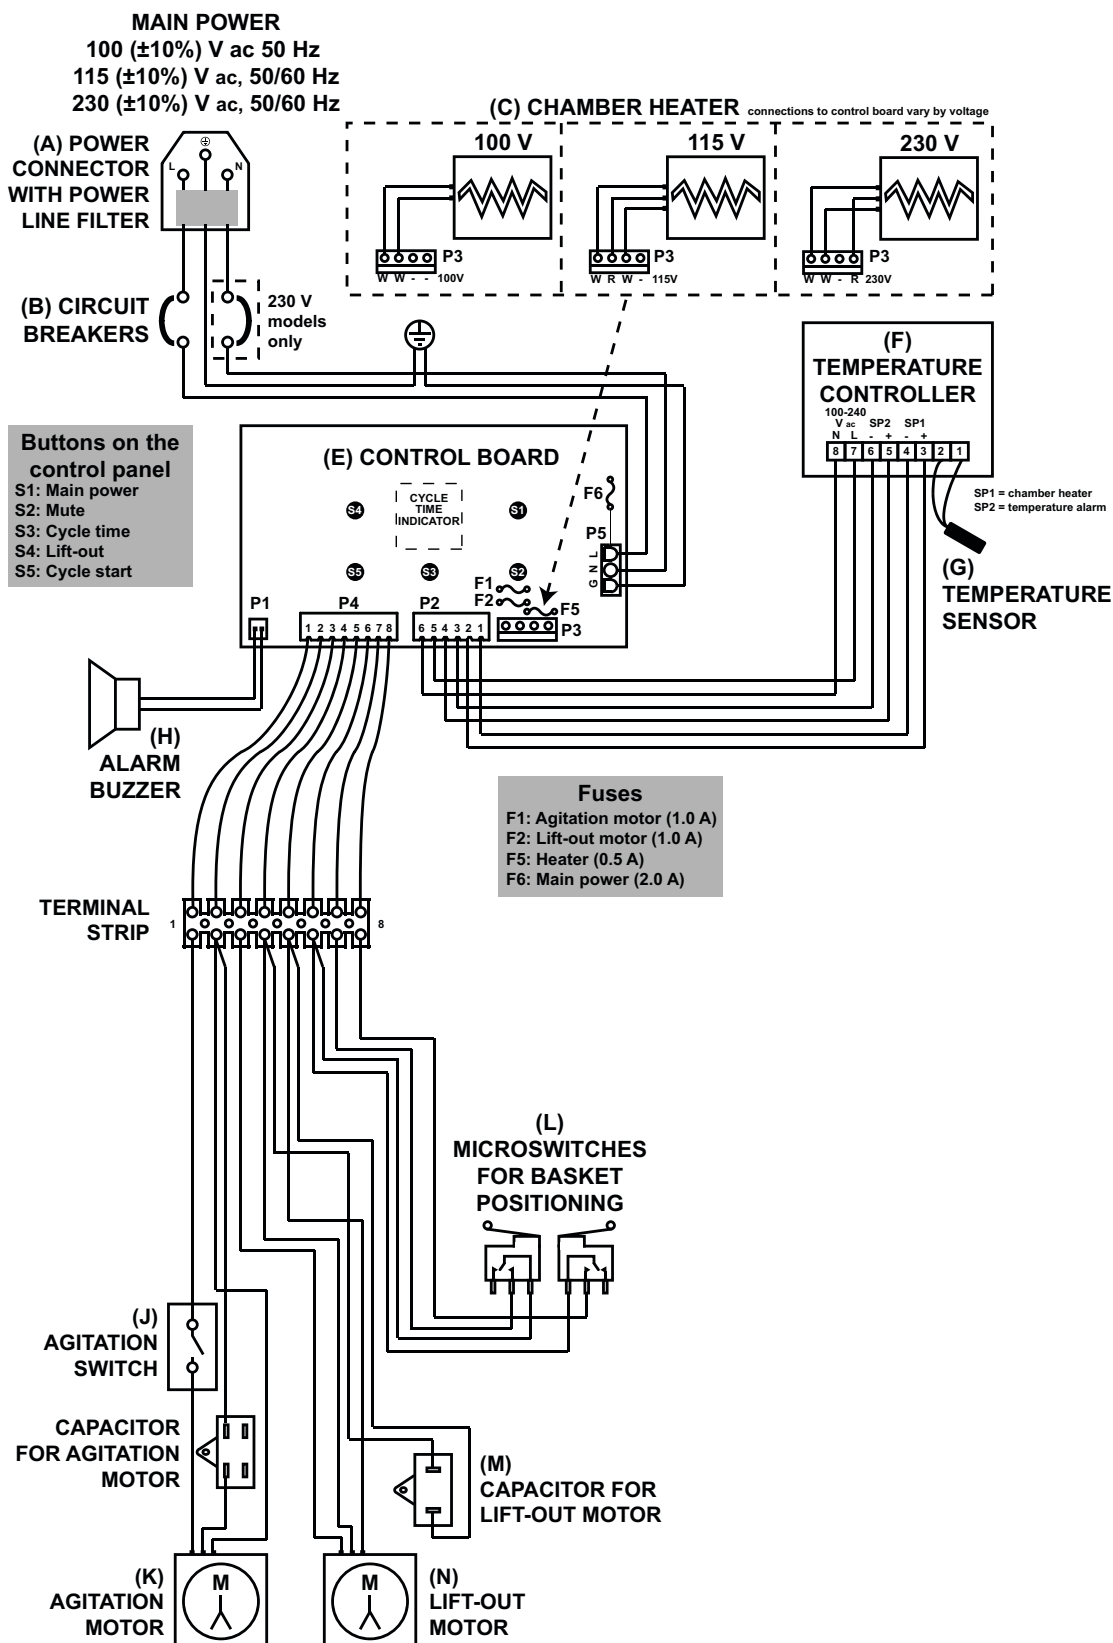 MAIN POWER
100 (±10%) V ac 50 Hz
115 (±10%) V ac, 50/60 Hz
230 (±10%) V ac, 50/60 Hz
(A) POWER
CONNECTOR
WITH POWER
LINE FILTER
L
N
(B) CIRCUIT
BREAKERS
230 V
models
only
(C) CHAMBER HEATER connections to control board vary by voltage
100 V
P3
W W - - 100V
115 V
P3
W R W - 115V
230 V
P3
W W - R 230V
(F)
TEMPERATURE
CONTROLLER
100-240
V ac SP2 SP1
N L - + - +
8 7 6 5 4 3 2 1
SP1 = chamber heater
SP2 = temperature alarm
(G)
TEMPERATURE
SENSOR
Buttons on the
control panel
S1: Main power
S2: Mute
S3: Cycle time
S4: Lift-out
S5: Cycle start
(E) CONTROL BOARD
S4
CYCLE
TIME
INDICATOR
S1
F6
P5
L
N
G
S5
S3
S2
F1
F2
F5
P3
P1
P4
1 2 3 4 5 6 7 8
P2
6 5 4 3 2 1
(H)
ALARM
BUZZER
Fuses
F1: Agitation motor (1.0 A)
F2: Lift-out motor (1.0 A)
F5: Heater (0.5 A)
F6: Main power (2.0 A)
TERMINAL
STRIP
1
8
(L)
MICROSWITCHES
FOR BASKET
POSITIONING
(J)
AGITATION
SWITCH
CAPACITOR
FOR AGITATION
MOTOR
(M)
CAPACITOR FOR
LIFT-OUT MOTOR
(K)
AGITATION
MOTOR
M
M
(N)
LIFT-OUT
MOTOR